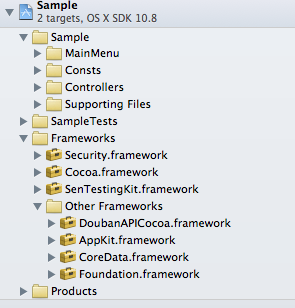 Sample
2 targets, OS X SDK 10.8
Sample
MainMenu
Consts
Controllers
Supporting Files
SampleTests
Frameworks
Security.framework
Cocoa.framework
SenTestingKit.framework
Other Frameworks
DoubanAPICocoa.framework
AppKit.framework
CoreData.framework
Foundation.framework
Products